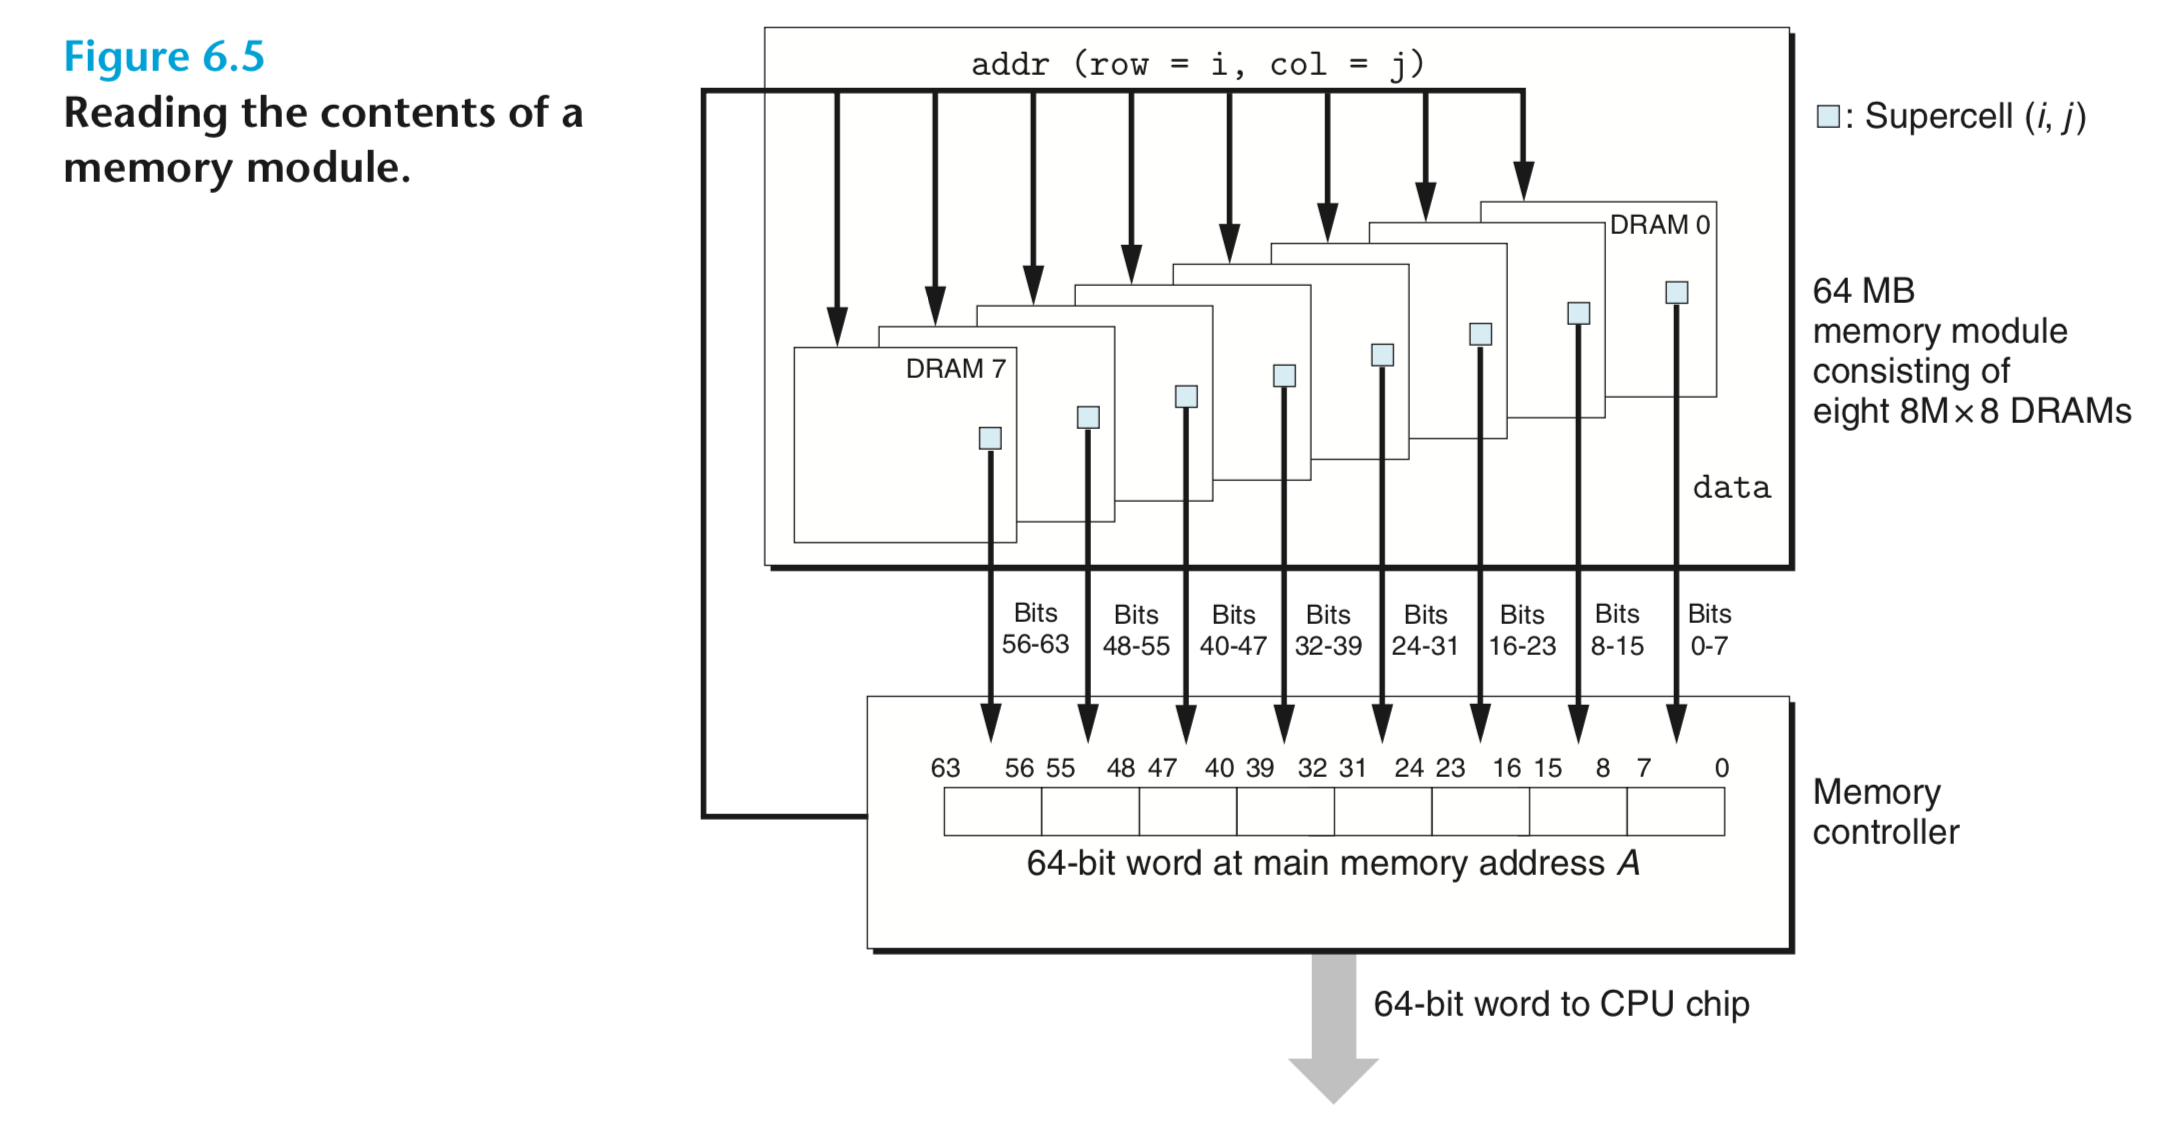 Figure 6.5
Reading the contents of a
memory module.
addr (row = i, col = j)
: Supercell (i, j)
DRAM 0
DRAM 7
64 MB
memory module
consisting of
eight 8M×8 DRAMs
data
Bits 56-63
Bits 48-55
Bits 40-47
Bits 32-39
Bits 24-31
Bits 16-23
Bits 8-15
Bits 0-7
63 56 55 48 47 40 39 32 31 24 23 16 15 8 7 0
64-bit word at main memory address A
Memory
controller
64-bit word to CPU chip